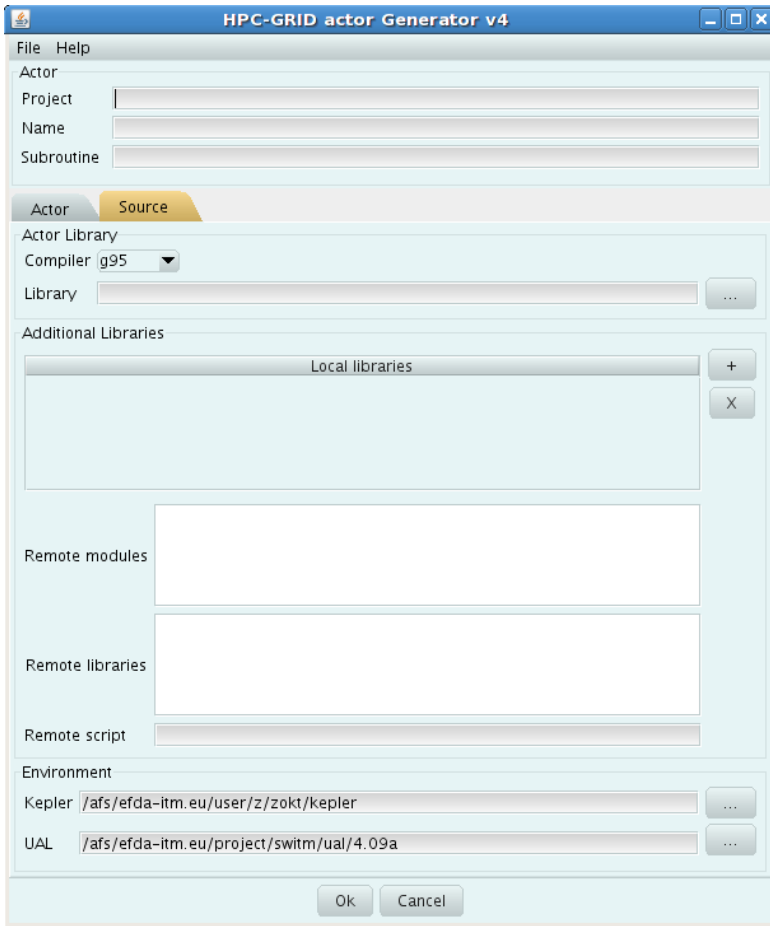 HPC-GRID actor Generator v4
File Help
Actor
Project
Name
Subroutine
Actor Source
Actor Library
Compiler g95
Library ...
Additional Libraries
Local libraries +
X
Remote modules
Remote libraries
Remote script
Environment
Kepler /afs/efda-itm.eu/user/z/zokt/kepler ...
UAL /afs/efda-itm.eu/project/switm/ual/4.09a ...
Ok Cancel